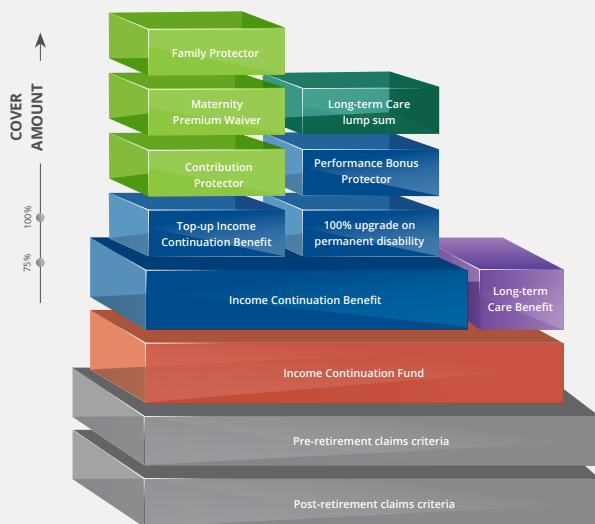 COVER
AMOUNT
100%
75%
Family Protector
Maternity
Premium Waiver
Long-term Care
lump sum
Contribution
Protector
Performance Bonus
Protector
Top-up Income
Continuation Benefit
100% upgrade on
permanent disability
Income Continuation Benefit
Long-term
Care Benefit
Income Continuation Fund
Pre-retirement claims criteria
Post-retirement claims criteria